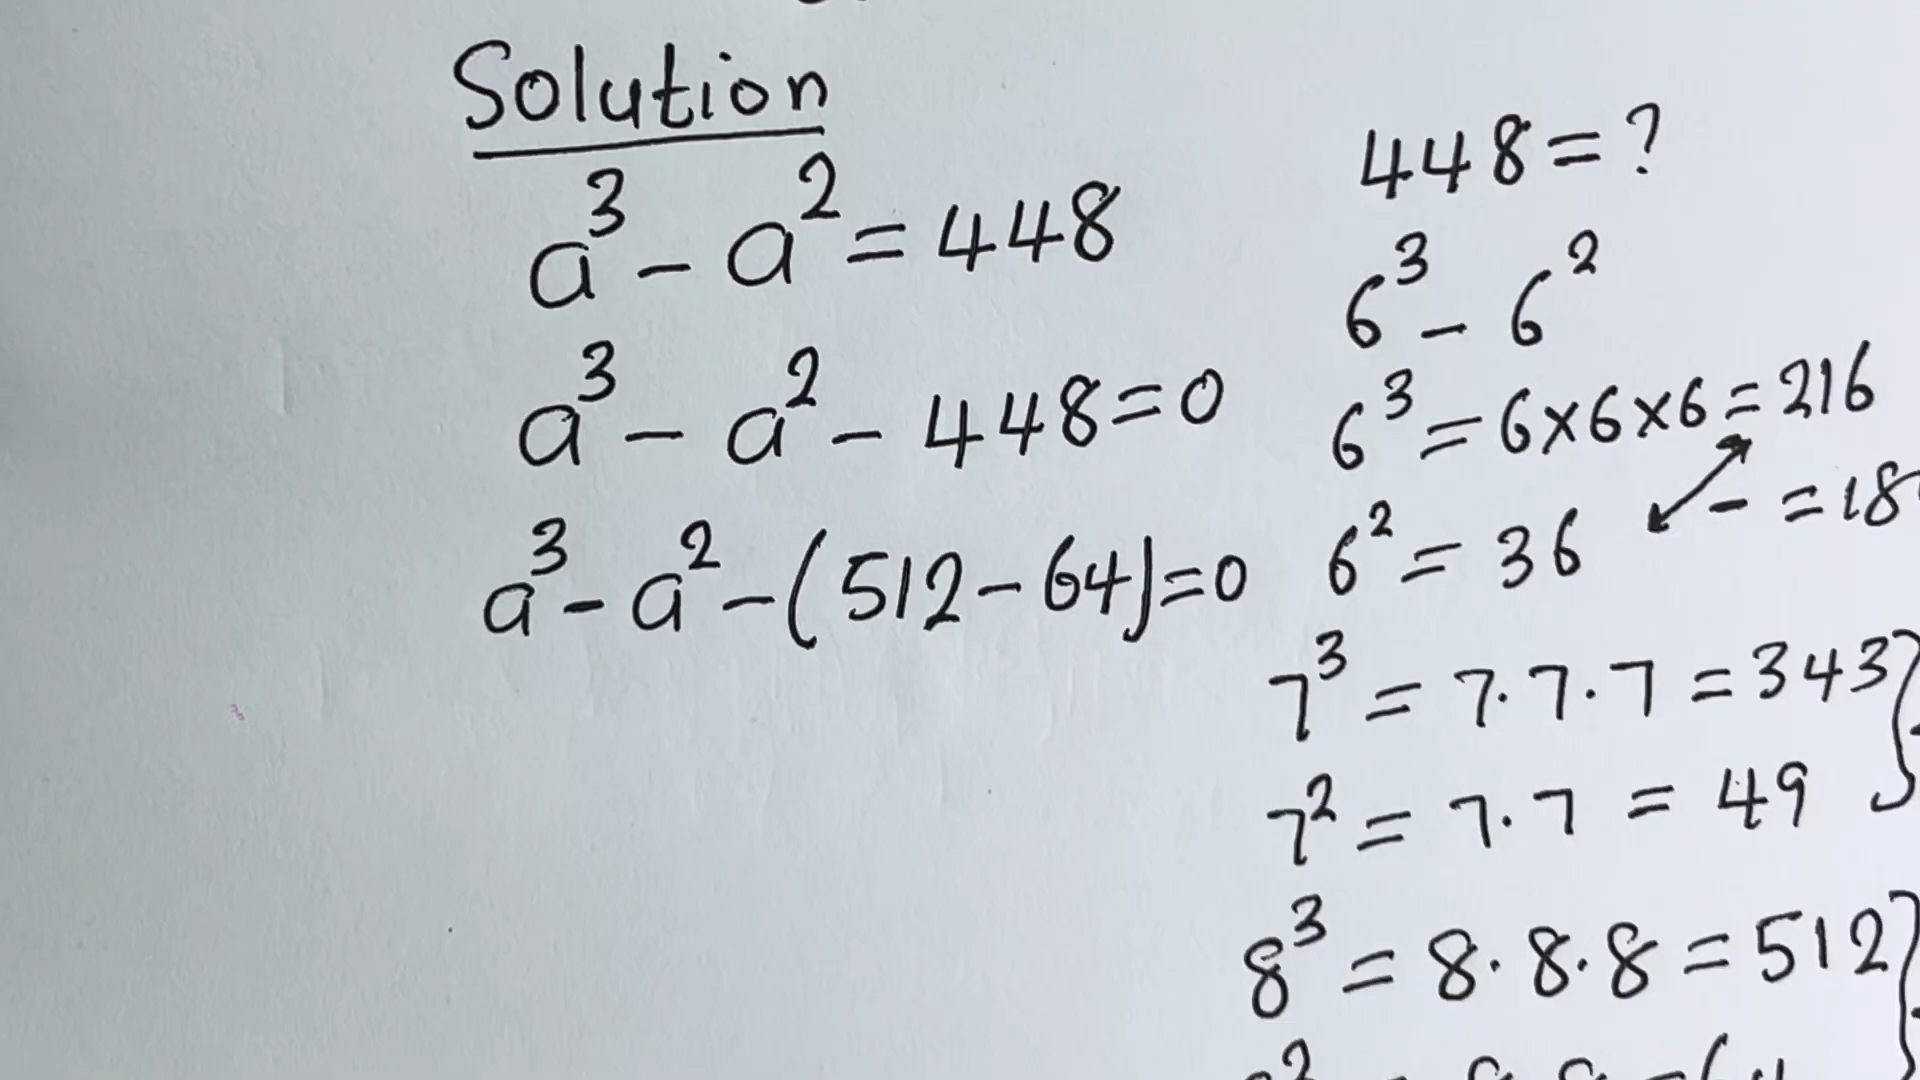 Solution
a³ - a² = 448
a³ - a² - 448 = 0
a³ - a² - (512 - 64) = 0
448 = ?
6³ - 6²
6³ = 6×6×6 = 216
- = 18
6² = 36
7³ = 7.7.7 = 343
7² = 7.7 = 49
8³ = 8.8.8 = 512